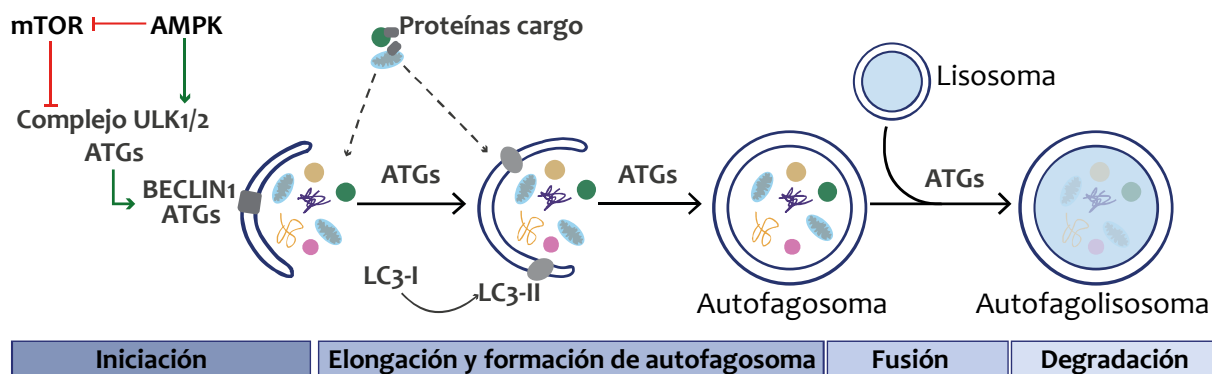 mTOR
AMPK
Proteínas cargo
Lisosoma
Complejo ULK1/2
ATGs
BECLIN1
ATGs
ATGs
ATGs
ATGs
LC3-I
LC3-II
Autofagosoma
Autofagolisosoma
Iniciación
Elongación y formación de autofagosoma
Fusión
Degradación